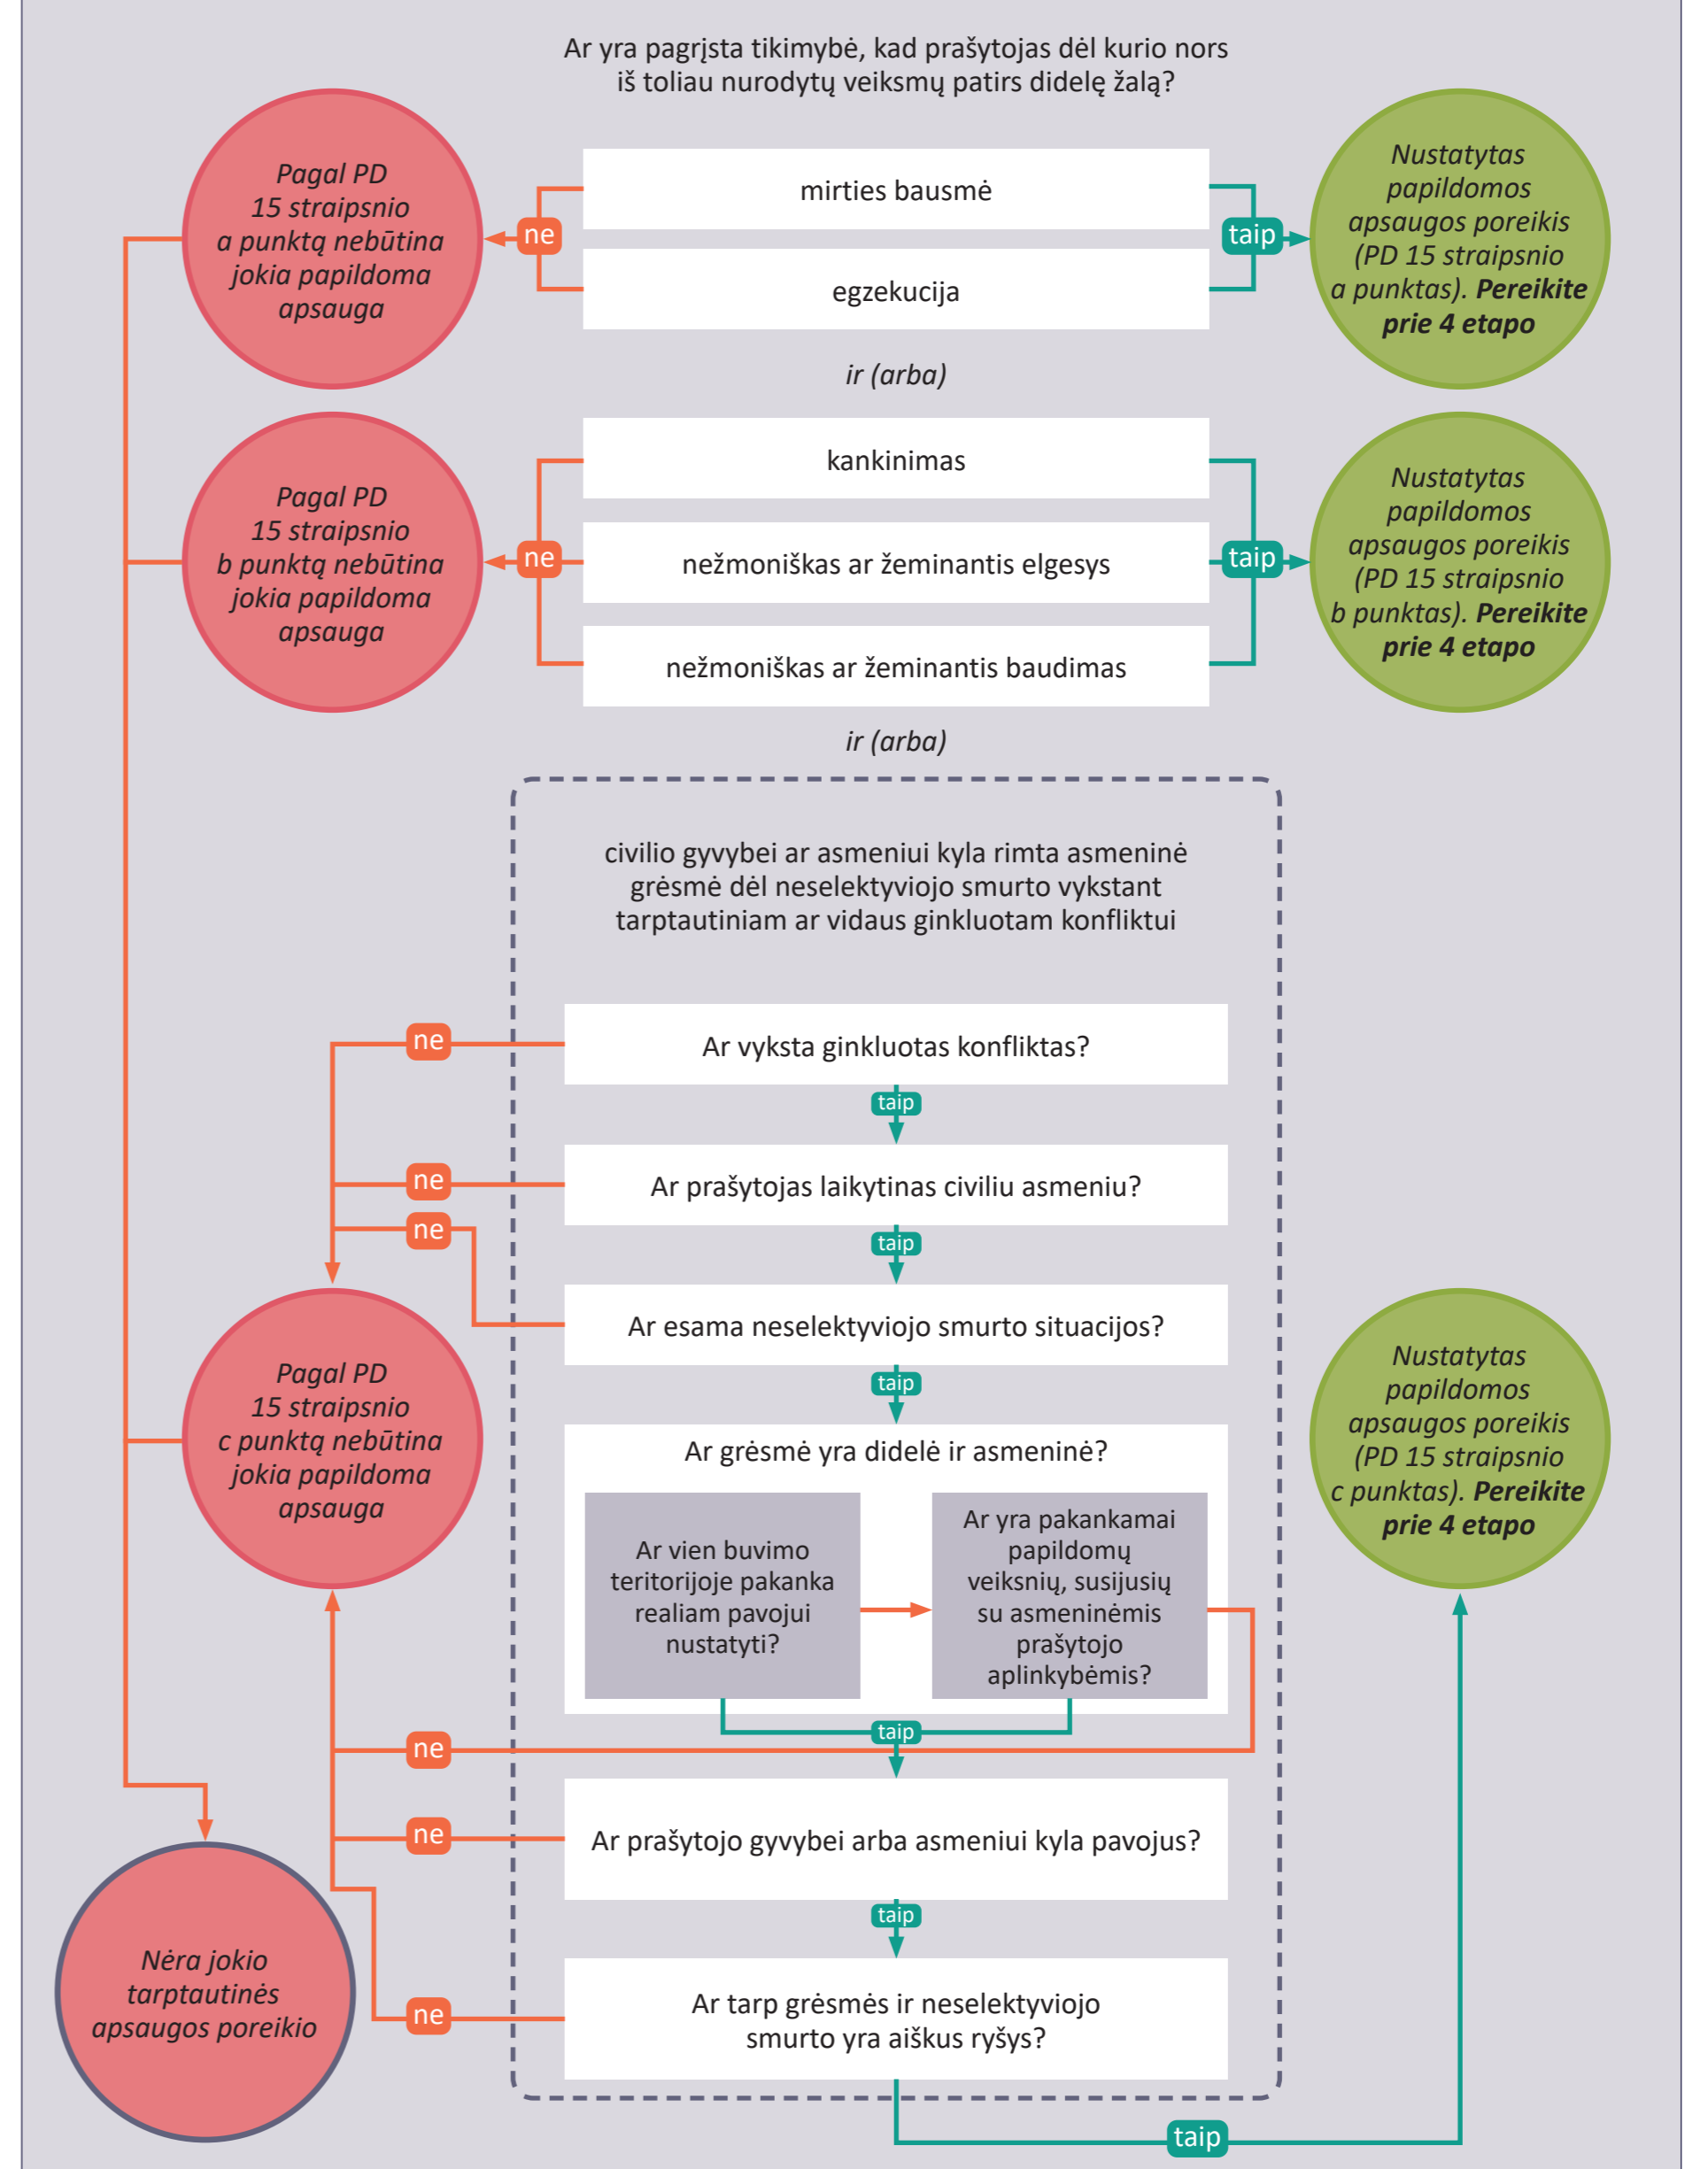 Ar yra pagrįsta tikimybė, kad prašytojas dėl kurio nors
iš toliau nurodytų veiksmų patirs didelę žalą?
Pagal PD
15 straipsnio
a punktą nebūtina
jokia papildoma
apsauga
ne
mirties bausmė
egzekucija
taip
Nustatytas
papildomos
apsaugos poreikis
(PD 15 straipsnio
a punktas). Pereikite
prie 4 etapo
ir (arba)
Pagal PD
15 straipsnio
b punktą nebūtina
jokia papildoma
apsauga
ne
kankinimas
nežmoniškas ar žeminantis elgesys
nežmoniškas ar žeminantis baudimas
taip
Nustatytas
papildomos
apsaugos poreikis
(PD 15 straipsnio
b punktas). Pereikite
prie 4 etapo
ir (arba)
civilio gyvybei ar asmeniui kyla rimta asmeninė
grėsmė dėl neselektyviojo smurto vykstant
tarptautiniam ar vidaus ginkluotam konfliktui
ne
Ar vyksta ginkluotas konfliktas?
taip
ne
Ar prašytojas laikytinas civiliu asmeniu?
ne
taip
Ar esama neselektyviojo smurto situacijos?
taip
Pagal PD
15 straipsnio
c punktą nebūtina
jokia papildoma
apsauga
Ar grėsmė yra didelė ir asmeninė?
Ar vien buvimo
teritorijoje pakanka
realiam pavojui
nustatyti?
Ar yra pakankamai
papildomų
veiksnių, susijusių
su asmeninėmis
prašytojo
aplinkybėmis?
Nustatytas
papildomos
apsaugos poreikis
(PD 15 straipsnio
c punktas). Pereikite
prie 4 etapo
taip
ne
ne
Ar prašytojo gyvybei arba asmeniui kyla pavojus?
taip
Nėra jokio
tarptautinės
apsaugos poreikio
ne
Ar tarp grėsmės ir neselektyviojo
smurto yra aiškus ryšys?
taip